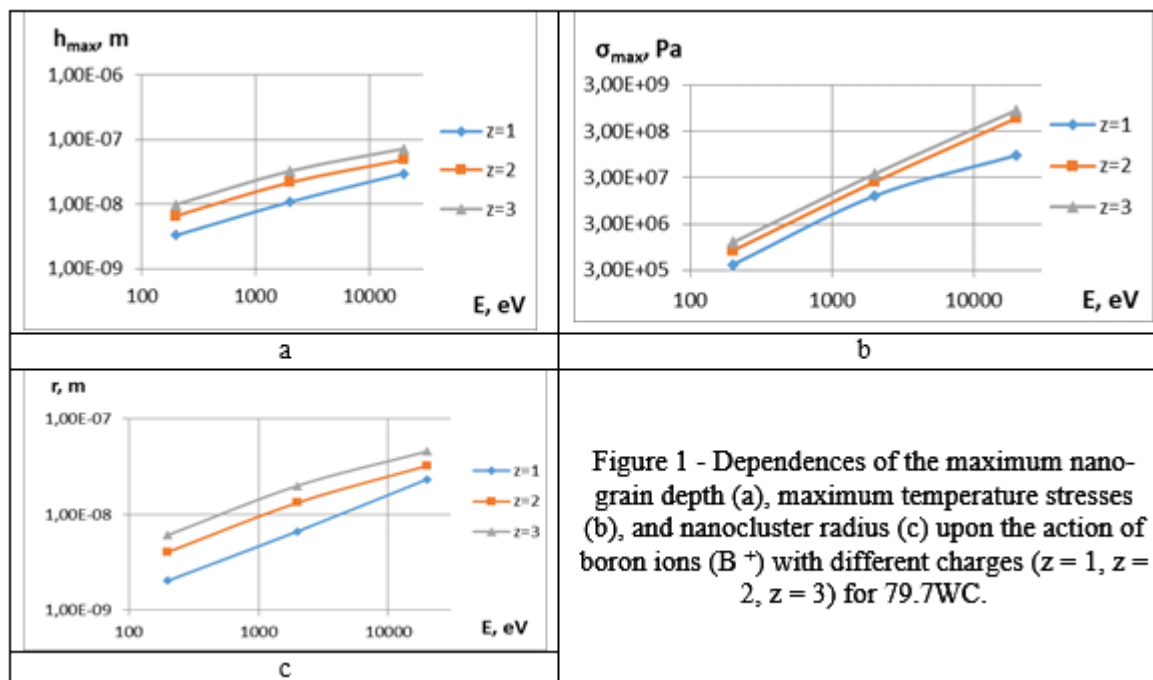 h_max, m
1,00E-06
1,00E-07
1,00E-08
1,00E-09
100 1000 10000
E, eV
z=1
z=2
z=3
a
σ_max, Pa
3,00E+09
3,00E+08
3,00E+07
3,00E+06
3,00E+05
100 1000 10000
E, eV
z=1
z=2
z=3
b
r, m
1,00E-07
1,00E-08
1,00E-09
100 1000 10000
E, eV
z=1
z=2
z=3
c
Figure 1 - Dependences of the maximum nano-
grain depth (a), maximum temperature stresses
(b), and nanocluster radius (c) upon the action of
boron ions (B ⁺) with different charges (z = 1, z =
2, z = 3) for 79.7WC.